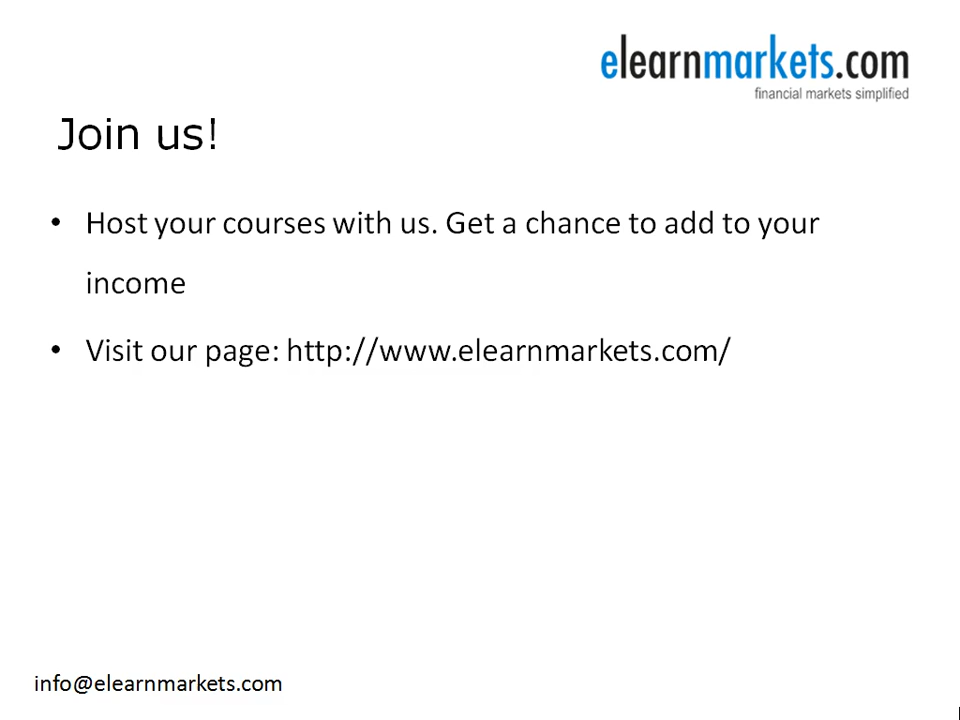 elearnmarkets.com
financial markets simplified
Join us!
• Host your courses with us. Get a chance to add to your
income
• Visit our page: http://www.elearnmarkets.com/
info@elearnmarkets.com